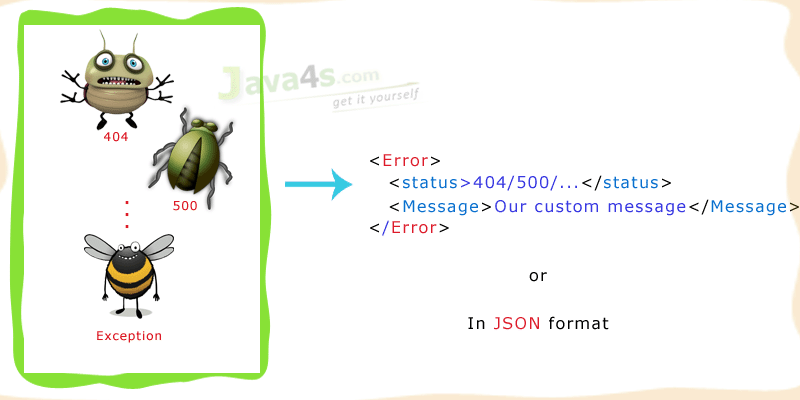 404
500
Exception
Java4s.com
get it yourself
<Error>
<status>404/500/...</status>
<Message>Our custom message</Message>
</Error>
or
In JSON format